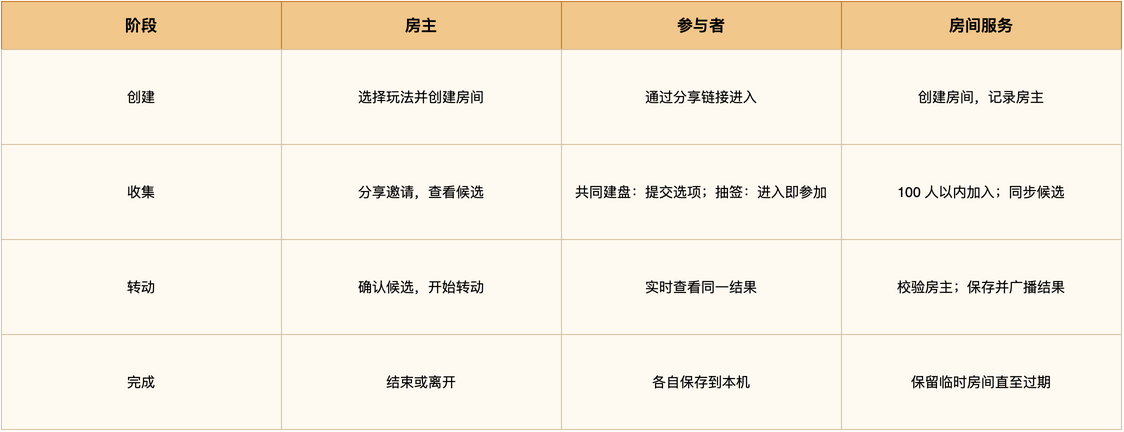 阶段 房主 参与者 房间服务
创建 选择玩法并创建房间 通过分享链接进入 创建房间，记录房主
收集 分享邀请，查看候选 共同建盘：提交选项；抽签：进入即参加 100 人以内加入；同步候选
转动 确认候选，开始转动 实时查看同一结果 校验房主；保存并广播结果
完成 结束或离开 各自保存到本机 保留临时房间直至过期